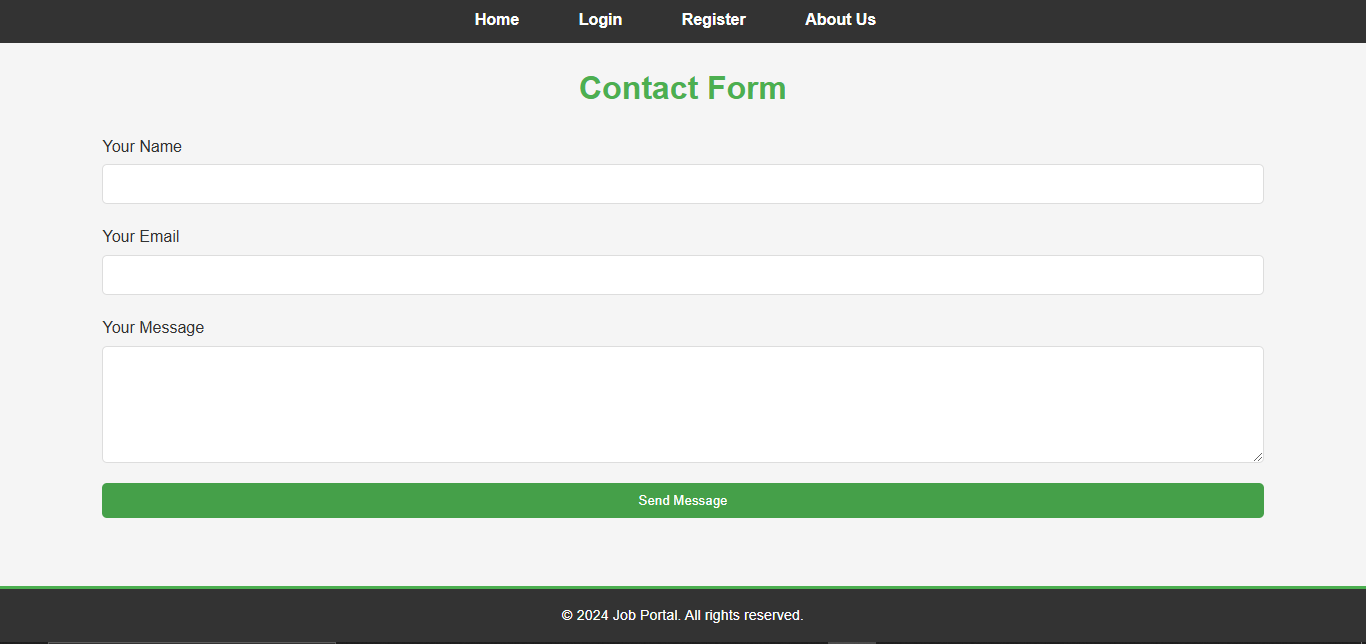 Home Login Register About Us
Contact Form
Your Name
Your Email
Your Message
Send Message
© 2024 Job Portal. All rights reserved.